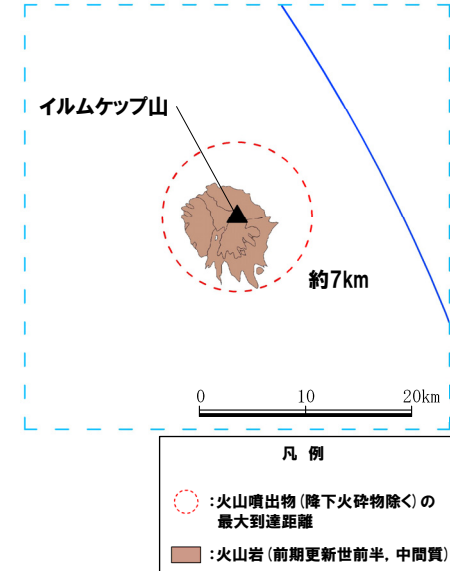 イルムケップ山
約7km
0 10 20km
凡 例
:火山噴出物(降下火砕物除く)の
最大到達距離
:火山岩(前期更新世前半, 中間質)